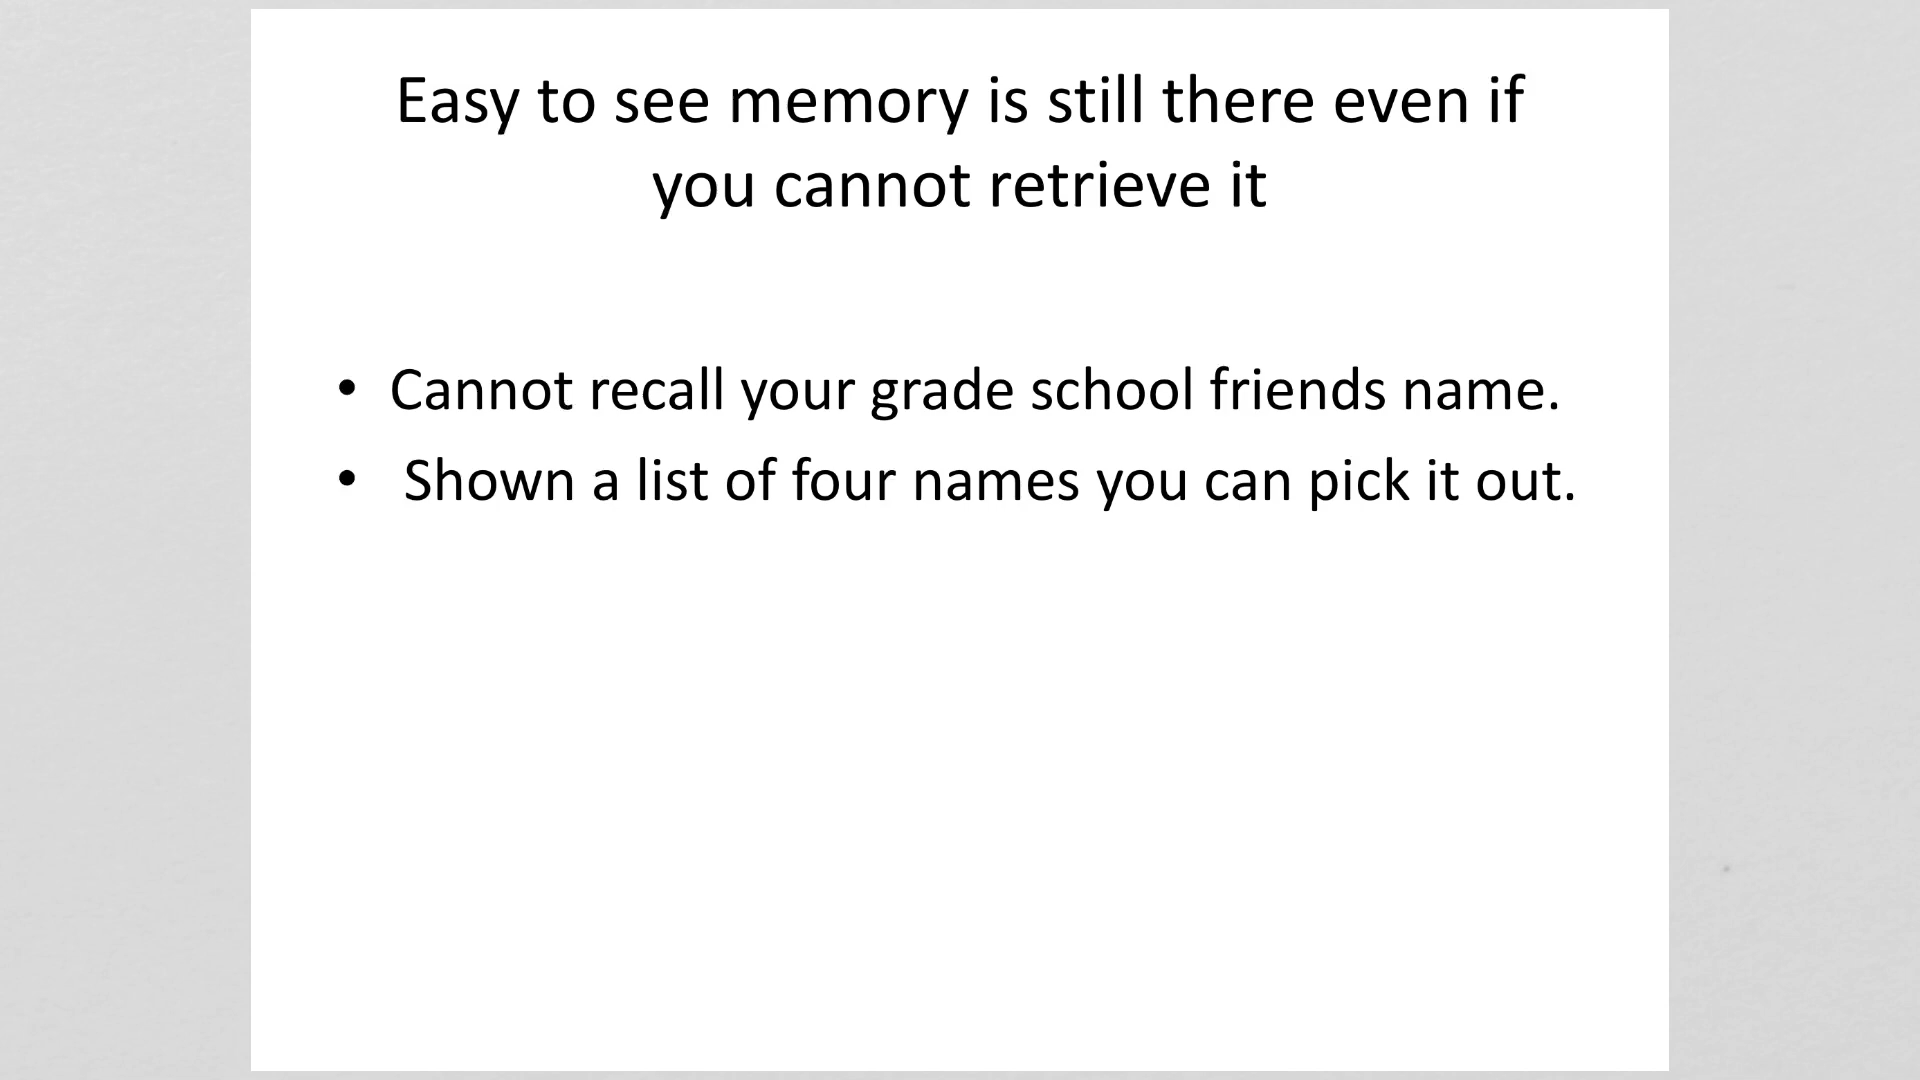 Easy to see memory is still there even if
you cannot retrieve it
• Cannot recall your grade school friends name.
• Shown a list of four names you can pick it out.